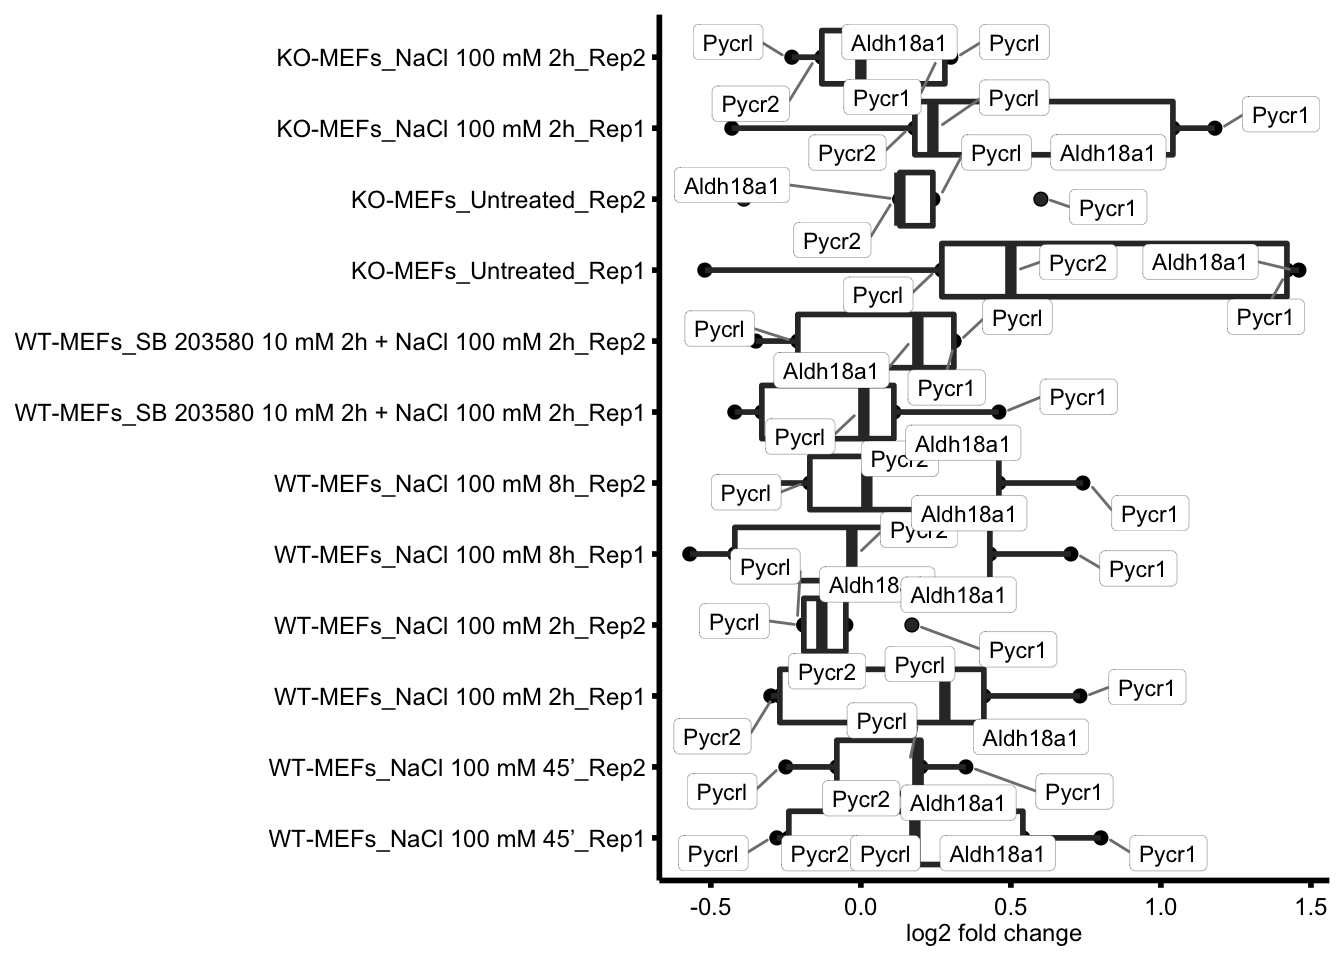 KO-MEFs_NaCl 100 mM 2h_Rep2
Pycrl
Aldh18a1
Pycrl
Pycr2
Pycr1
KO-MEFs_NaCl 100 mM 2h_Rep1
Pycrl
Pycr1
Pycr2
Pycrl
Aldh18a1
KO-MEFs_Untreated_Rep2
Aldh18a1
Pycr1
Pycr2
KO-MEFs_Untreated_Rep1
Pycr2
Aldh18a1
Pycrl
Pycr1
WT-MEFs_SB 203580 10 mM 2h + NaCl 100 mM 2h_Rep2
Pycrl
Pycrl
Aldh18a1
Pycr1
WT-MEFs_SB 203580 10 mM 2h + NaCl 100 mM 2h_Rep1
Pycr1
Pycrl
Aldh18a1
Pycr2
WT-MEFs_NaCl 100 mM 8h_Rep2
Pycrl
Aldh18a1
Pycr1
Pycr2
WT-MEFs_NaCl 100 mM 8h_Rep1
Pycrl
Pycr1
Aldh18a
Aldh18a1
WT-MEFs_NaCl 100 mM 2h_Rep2
Pycrl
Pycr1
Pycr2
Pycrl
WT-MEFs_NaCl 100 mM 2h_Rep1
Pycr1
Pycr2
Pycrl
Aldh18a1
WT-MEFs_NaCl 100 mM 45’_Rep2
Pycrl
Pycr2
Aldh18a1
Pycr1
WT-MEFs_NaCl 100 mM 45’_Rep1
Pycrl
Pycr2
Pycrl
Aldh18a1
Pycr1
-0.5
0.0
0.5
1.0
1.5
log2 fold change